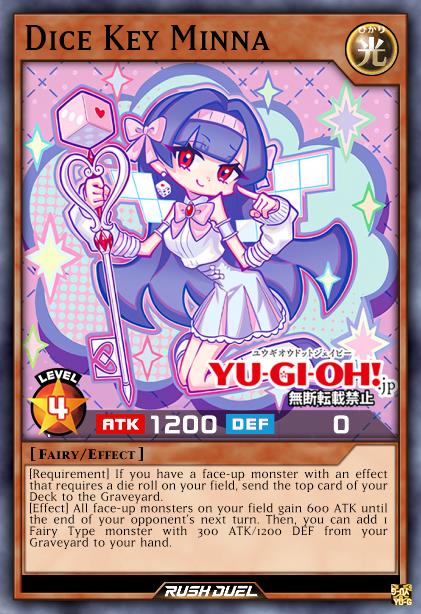 DICE KEY MINNA
ひかり
光
ユウギオウドットジェイピー
YU-GI-OH!.jp
無断転載禁止
LEVEL
4
ATK 1200 DEF 0
[ FAIRY/EFFECT ]
[Requirement] If you have a face-up monster with an effect
that requires a die roll on your field, send the top card of your
Deck to the Graveyard.
[Effect] All face-up monsters on your field gain 600 ATK until
the end of your opponent's next turn. Then, you can add 1
Fairy Type monster with 300 ATK/1200 DEF from your
Graveyard to your hand.
RUSH DUEL